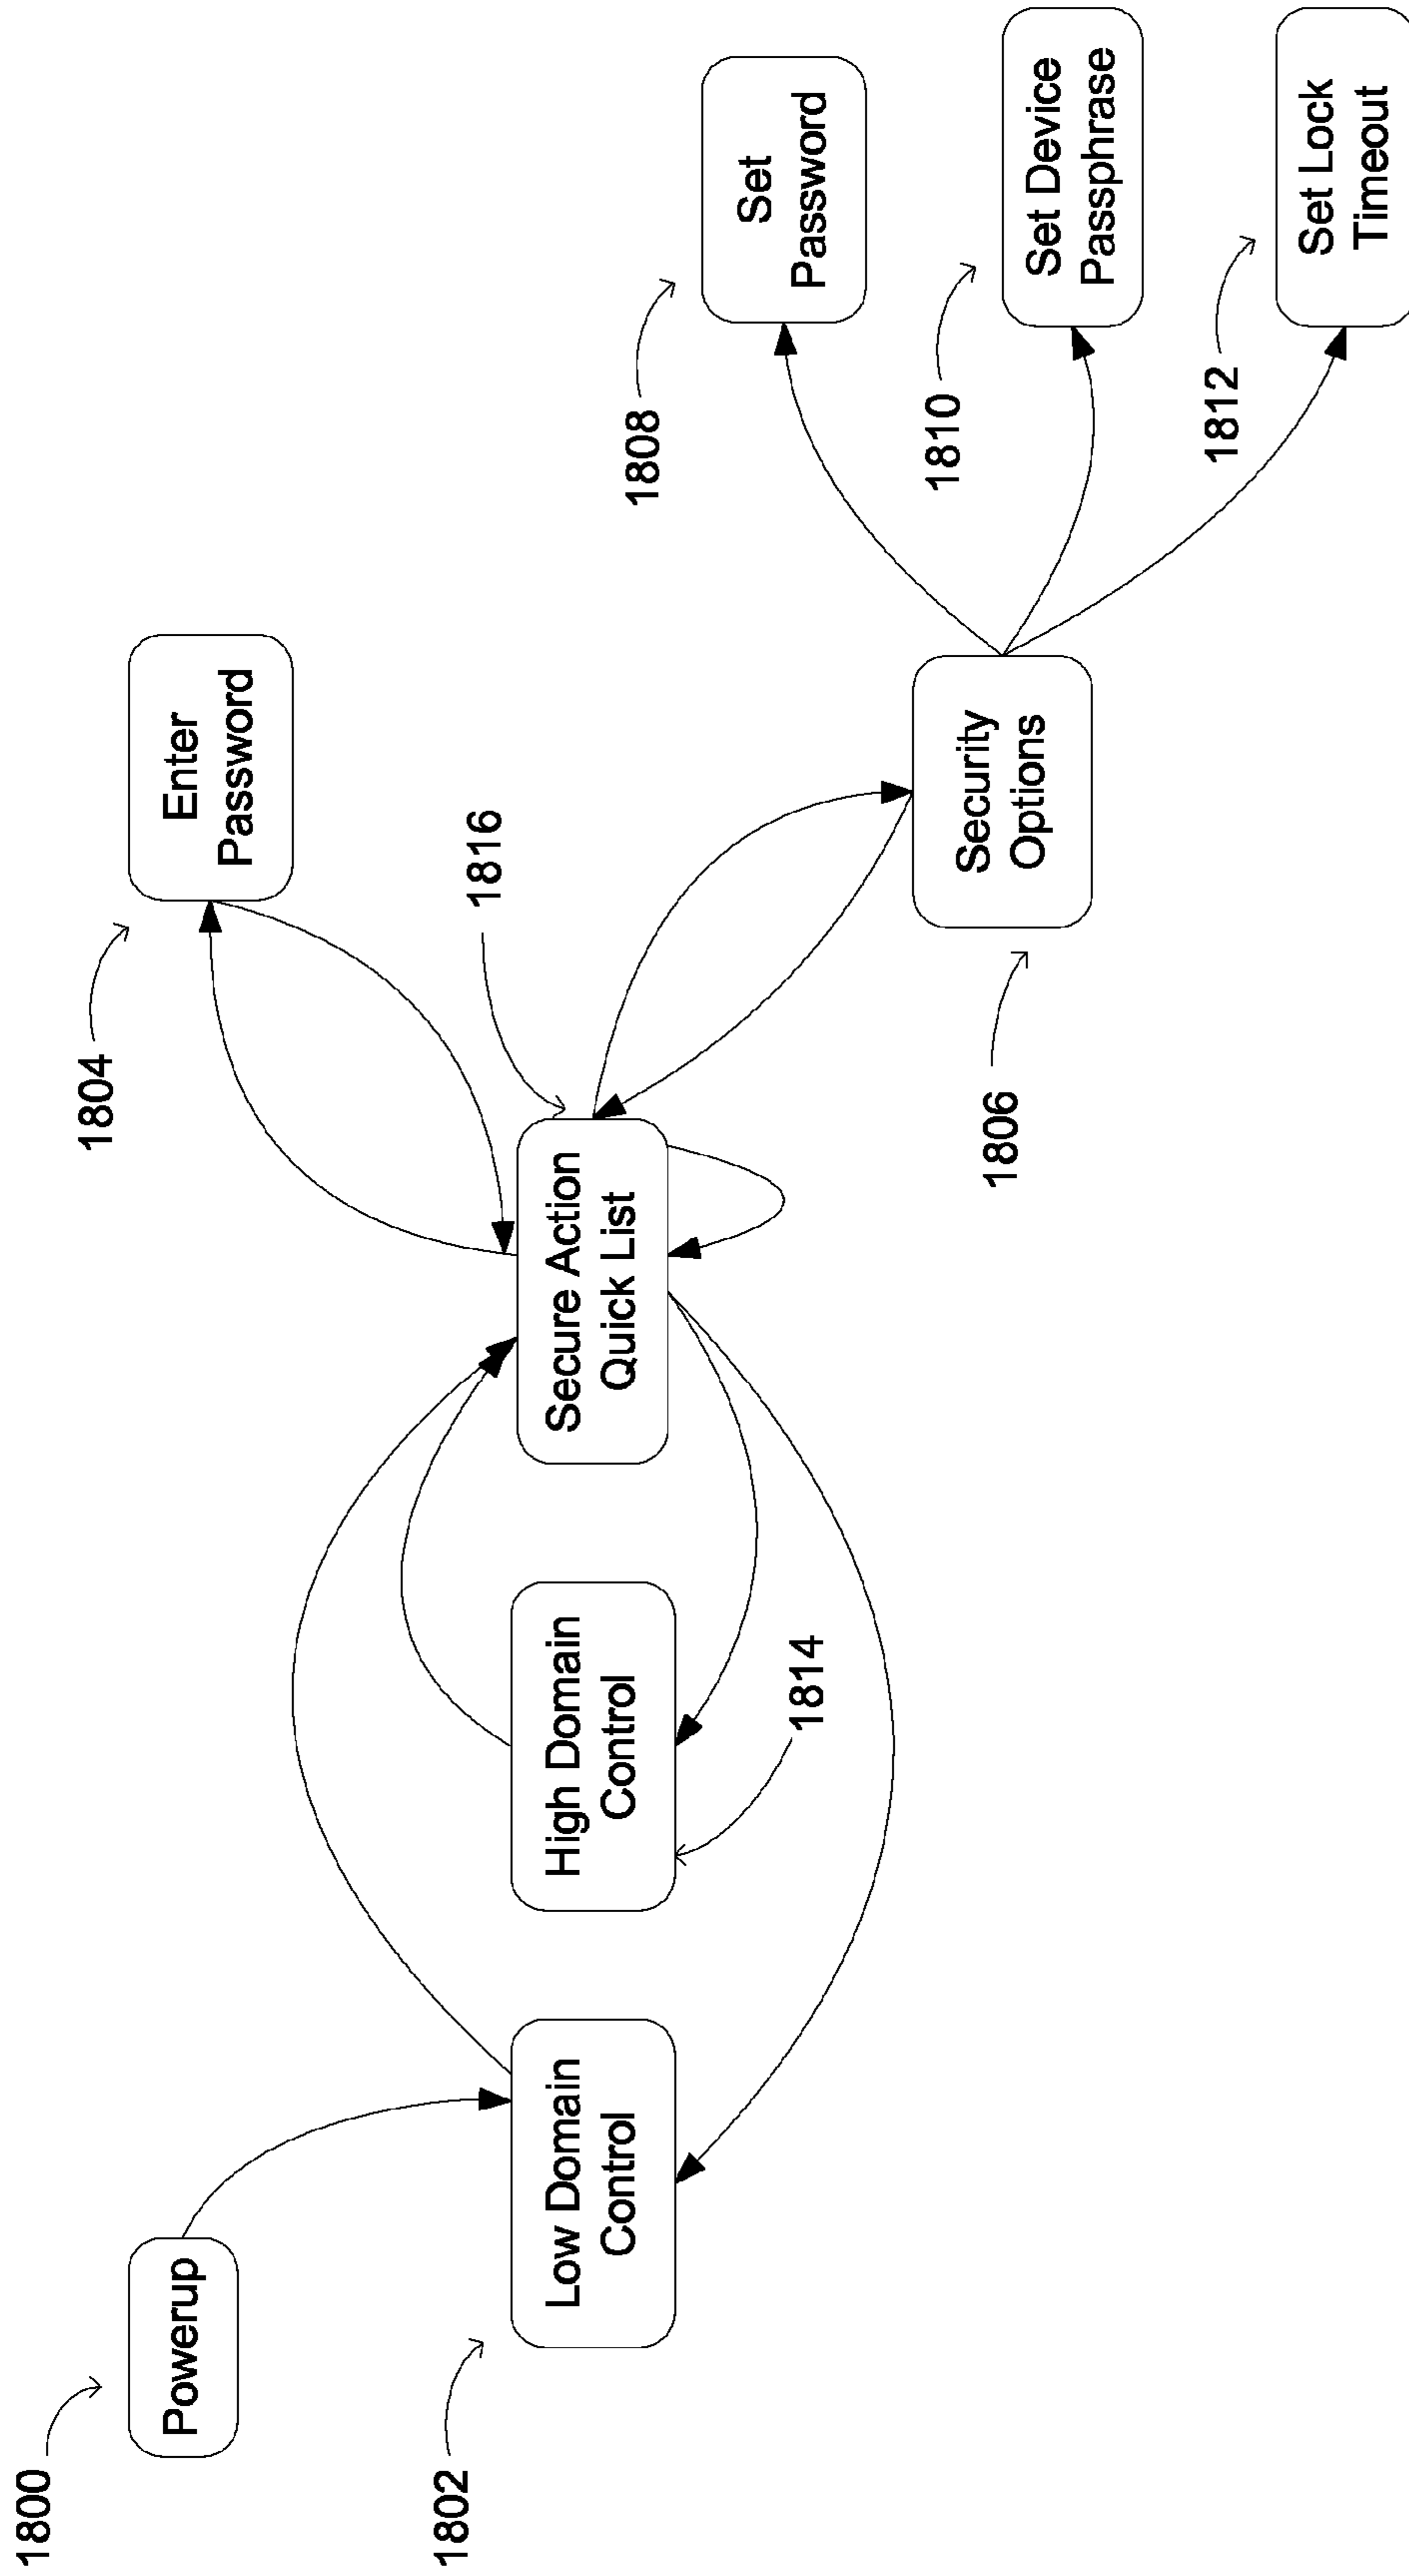 1800
Powerup
1802
Low Domain
Control
High Domain
Control
1814
Secure Action
Quick List
1816
1804
Enter
Password
1806
Security
Options
1808
Set
Password
1810
Set Device
Passphrase
1812
Set Lock
Timeout